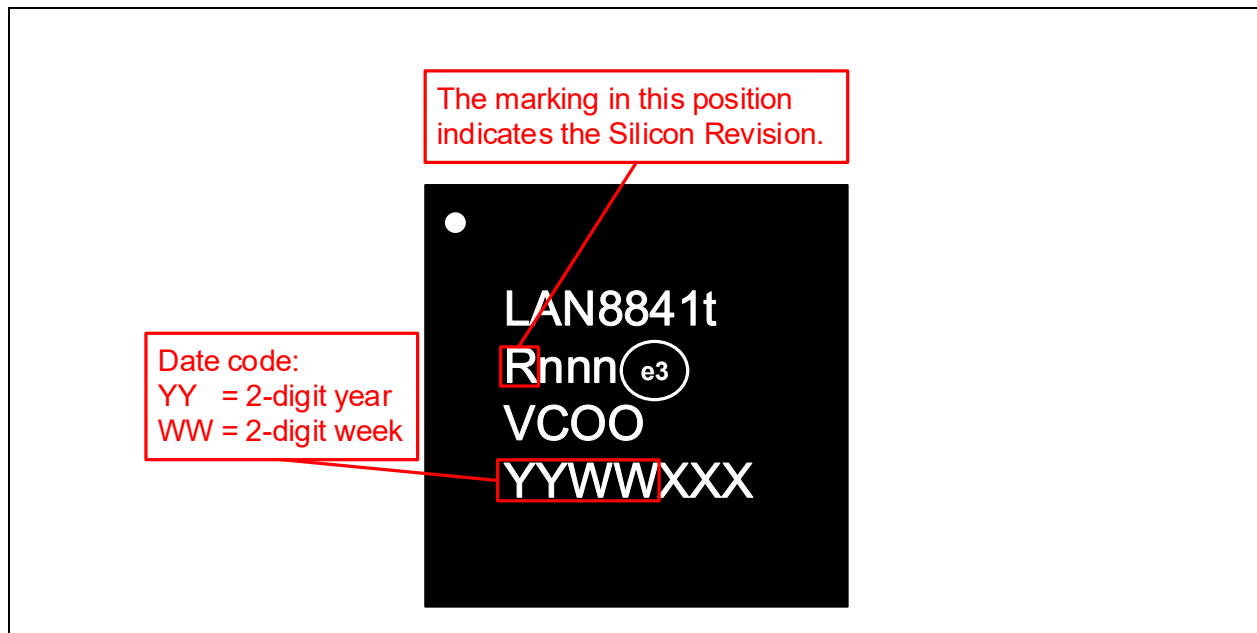 The marking in this position
indicates the Silicon Revision.
LAN8841t
Rnnn e3
VCOO
YYWWXXX
Date code:
YY = 2-digit year
WW = 2-digit week